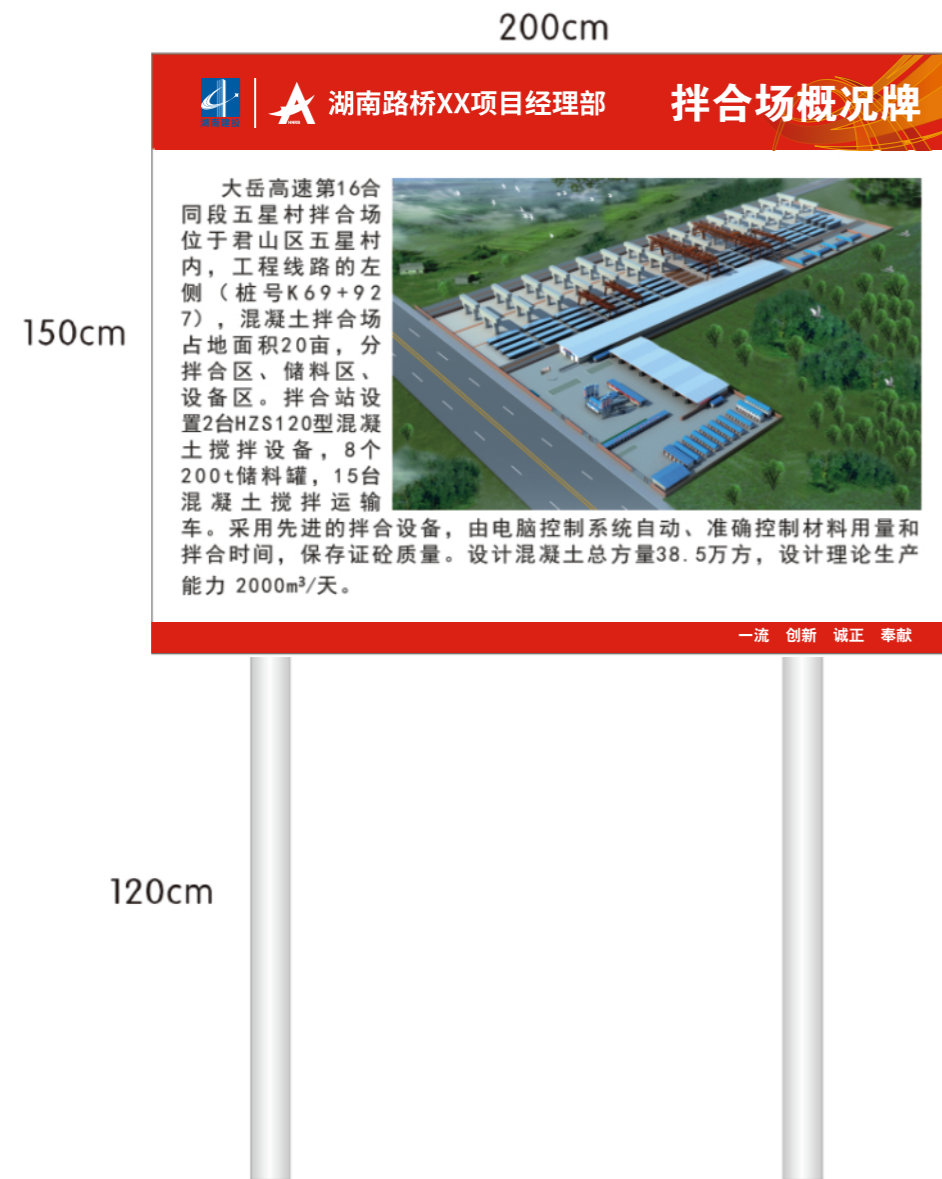 200cm
湖南路桥XX项目经理部
拌合场概况牌
大岳高速第16合
同段五星村拌合场
位于君山区五星村
内，工程线路的左
侧（桩号K69+92
7），混凝土拌合场
占地面积20亩，分
拌合区、储料区、
设备区。拌合站设
置2台HZS120型混凝
土搅拌设备，8个
200t储料罐，15台
混凝土搅拌运输
车。采用先进的拌合设备，由电脑控制系统自动、准确控制材料用量和
拌合时间，保存证砼质量。设计混凝土总方量38.5万方，设计理论生产
能力 2000m³/天。
150cm
一流 创新 诚正 奉献
120cm